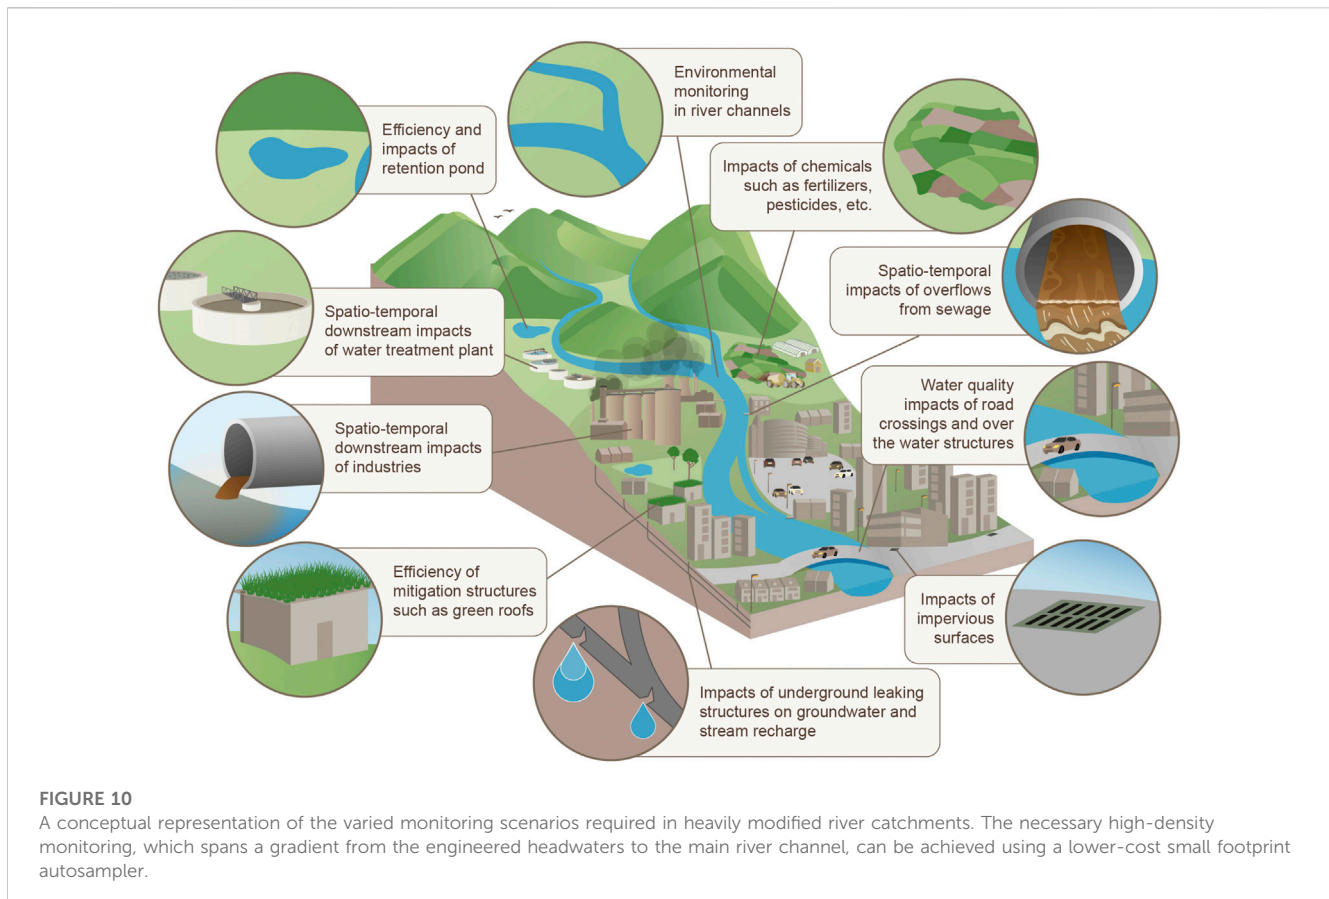 Environmental
monitoring
in river channels
Efficiency and
impacts of
retention pond
Impacts of chemicals
such as fertilizers,
pesticides, etc.
Spatio-temporal
impacts of overflows
from sewage
Spatio-temporal
downstream impacts
of water treatment plant
Water quality
impacts of road
crossings and over
the water structures
Spatio-temporal
downstream impacts
of industries
Efficiency of
mitigation structures
such as green roofs
Impacts of
impervious
surfaces
Impacts of underground leaking
structures on groundwater and
stream recharge
FIGURE 10
A conceptual representation of the varied monitoring scenarios required in heavily modified river catchments. The necessary high-density
monitoring, which spans a gradient from the engineered headwaters to the main river channel, can be achieved using a lower-cost small footprint
autosampler.